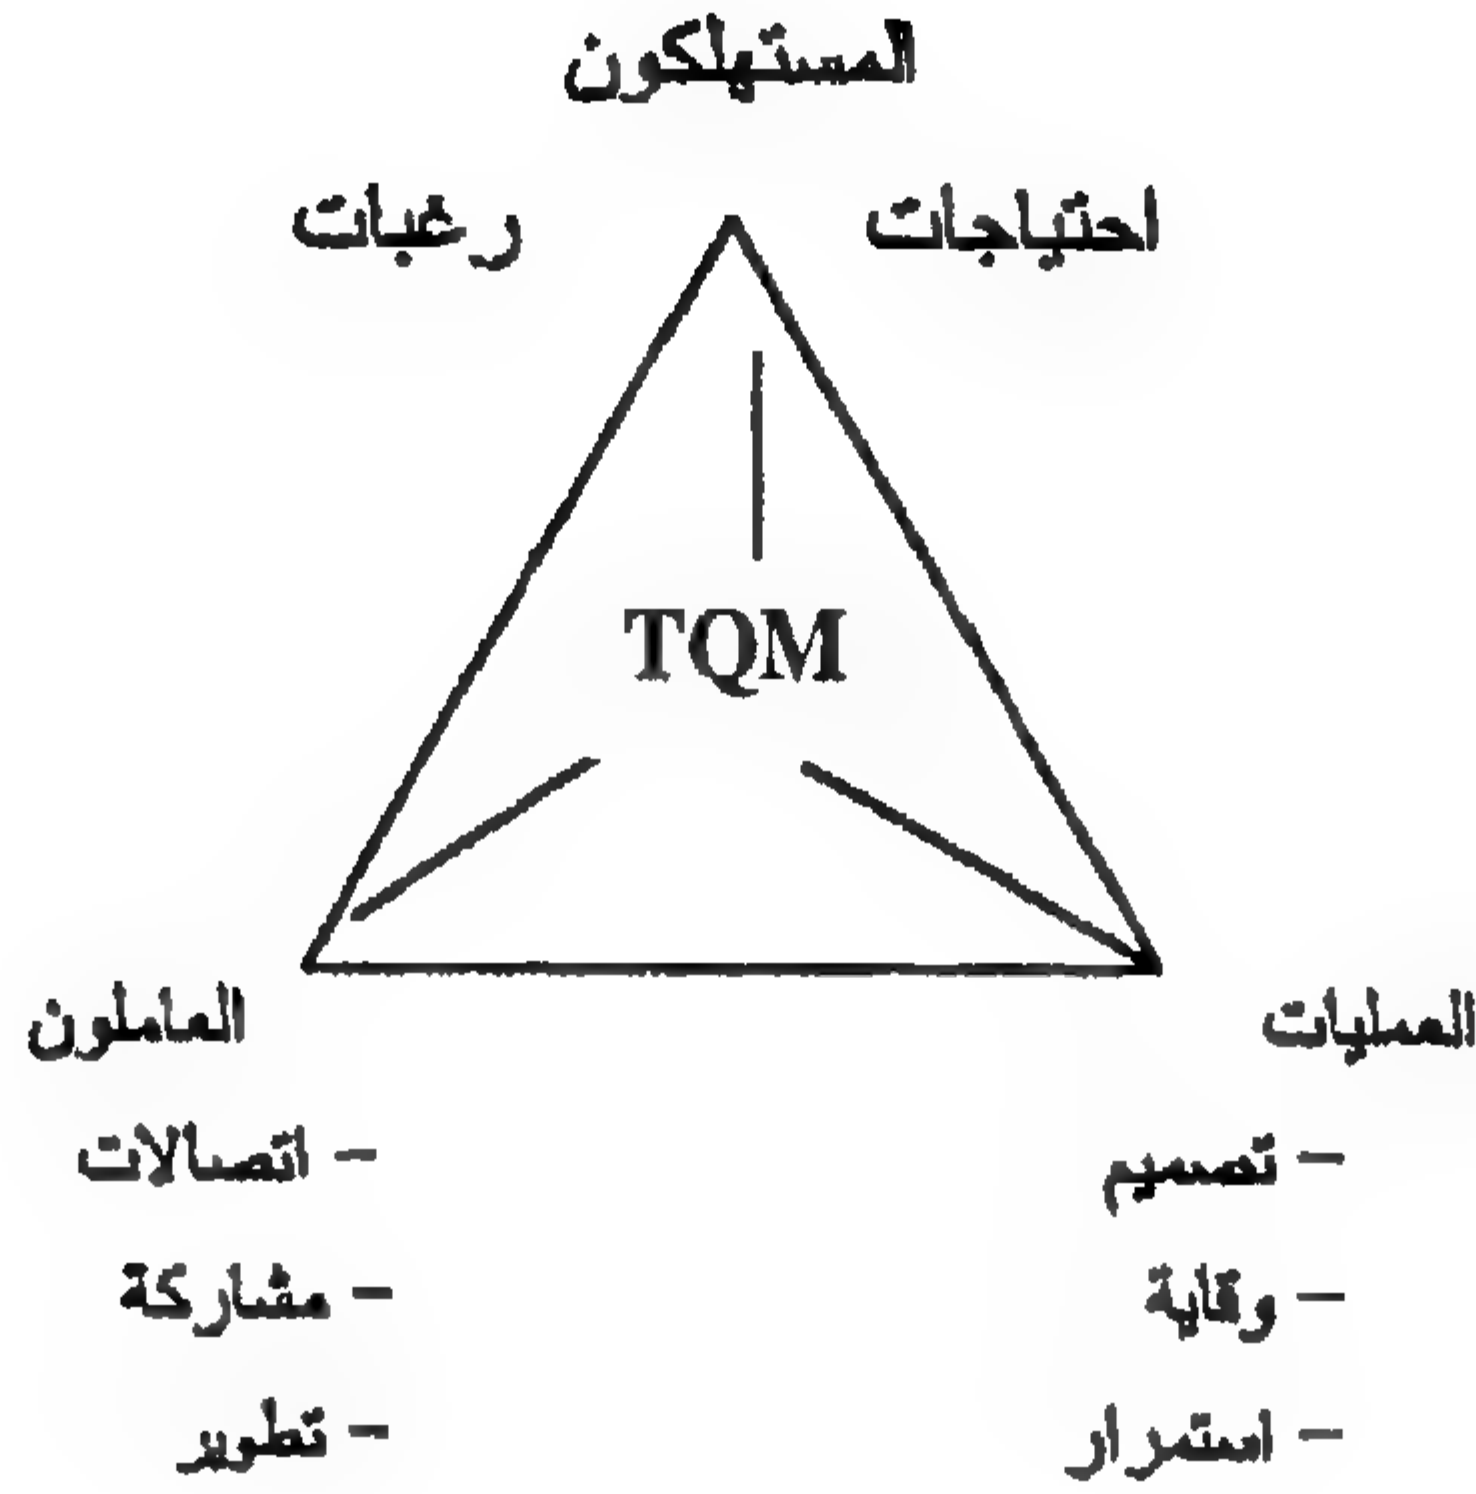 المستهلكون
احتياجات رغبات
TQM
العمليات العاملون
- تصميم - اتصالات
- وقاية - مشاركة
- استمرار - تطوير